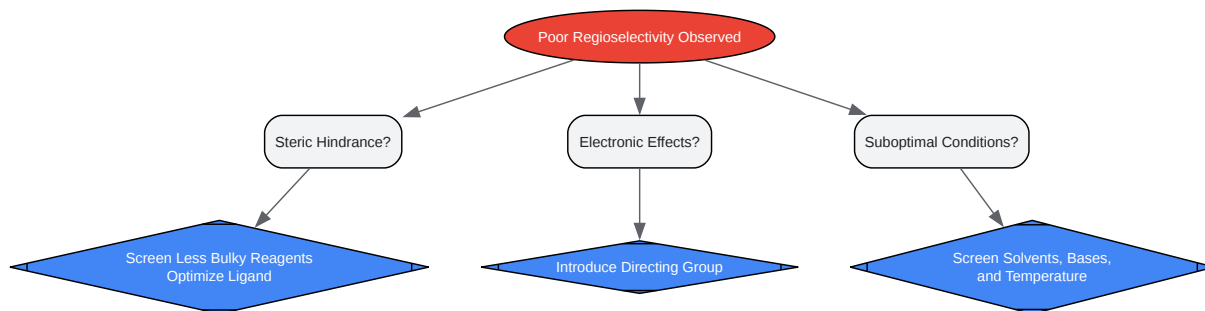 Poor Regioselectivity Observed
Steric Hindrance?
Electronic Effects?
Suboptimal Conditions?
Screen Less Bulky Reagents
Optimize Ligand
Introduce Directing Group
Screen Solvents, Bases,
and Temperature